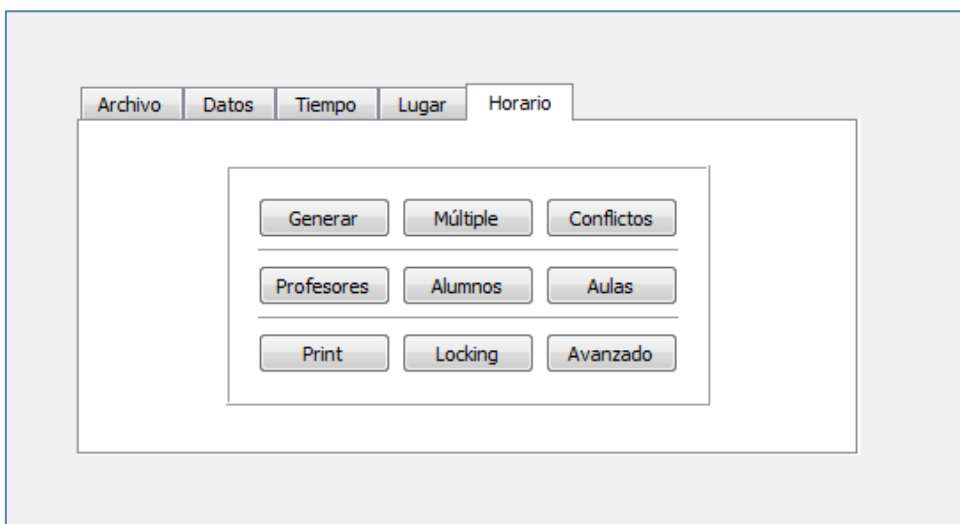 Archivo Datos Tiempo Lugar Horario
Generar Múltiple Conflictos
Profesores Alumnos Aulas
Print Locking Avanzado